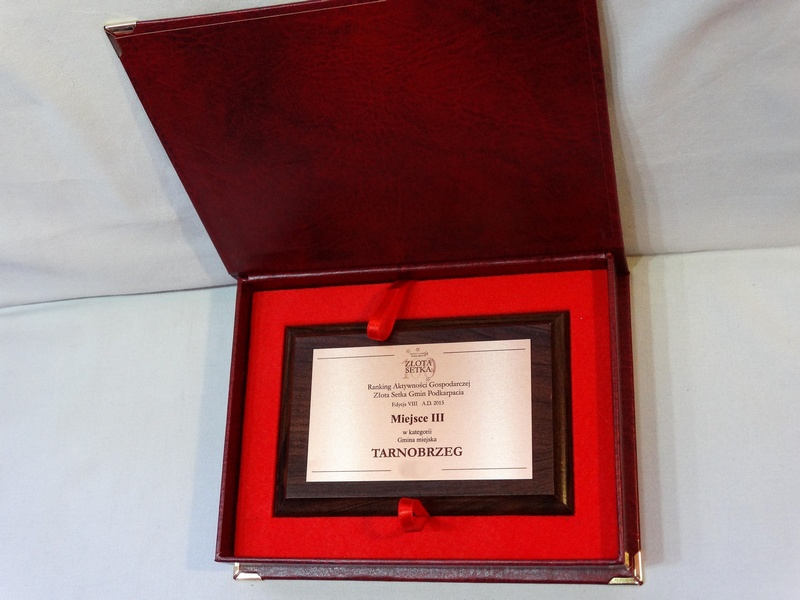 ZŁOTA
SETKA
Ranking Aktywności Gospodarczej
Złota Setka Gmin Podkarpacia
Edycja VIII A.D. 2015
Miejsce III
w kategorii
Gmina miejska
TARNOBRZEG